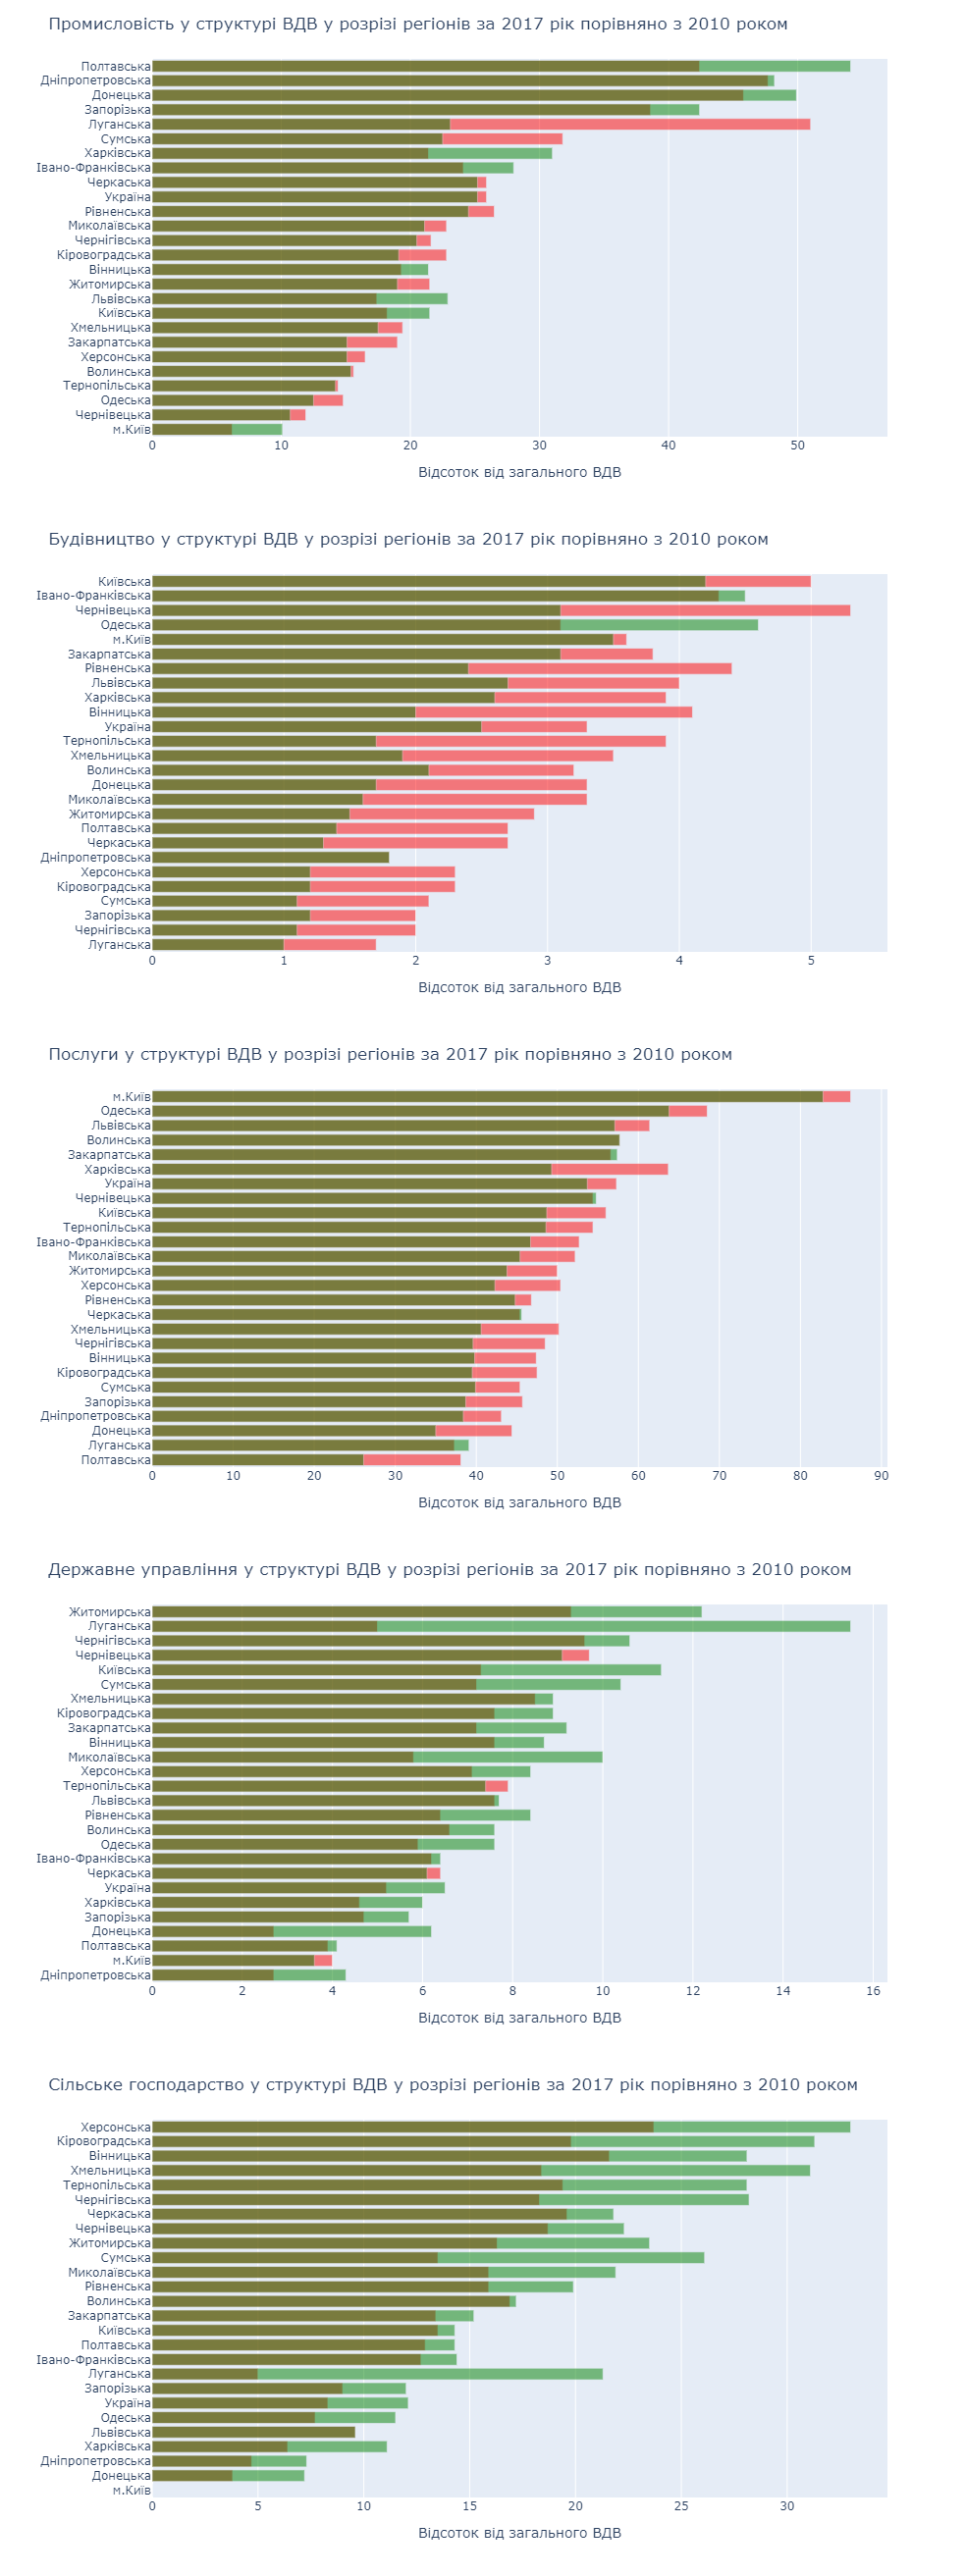 Промисловість у структурі ВДВ у розрізі регіонів за 2017 рік порівняно з 2010 роком
Полтавська
Дніпропетровська
Донецька
Запорізька
Луганська
Сумська
Харківська
Івано-Франківська
Черкаська
Україна
Рівненська
Миколаївська
Чернігівська
Кіровоградська
Вінницька
Житомирська
Львівська
Київська
Хмельницька
Закарпатська
Херсонська
Волинська
Тернопільська
Одеська
Чернівецька
м.Київ
0 10 20 30 40 50
Відсоток від загального ВДВ
Будівництво у структурі ВДВ у розрізі регіонів за 2017 рік порівняно з 2010 роком
Київська
Івано-Франківська
Чернівецька
Одеська
м.Київ
Закарпатська
Рівненська
Львівська
Харківська
Вінницька
Україна
Тернопільська
Хмельницька
Волинська
Донецька
Миколаївська
Житомирська
Полтавська
Черкаська
Дніпропетровська
Херсонська
Кіровоградська
Сумська
Запорізька
Чернігівська
Луганська
0 1 2 3 4 5
Відсоток від загального ВДВ
Послуги у структурі ВДВ у розрізі регіонів за 2017 рік порівняно з 2010 роком
м.Київ
Одеська
Львівська
Волинська
Закарпатська
Харківська
Україна
Чернівецька
Київська
Тернопільська
Івано-Франківська
Миколаївська
Житомирська
Херсонська
Рівненська
Черкаська
Хмельницька
Чернігівська
Вінницька
Кіровоградська
Сумська
Запорізька
Дніпропетровська
Донецька
Луганська
Полтавська
0 10 20 30 40 50 60 70 80 90
Відсоток від загального ВДВ
Державне управління у структурі ВДВ у розрізі регіонів за 2017 рік порівняно з 2010 роком
Житомирська
Луганська
Чернігівська
Чернівецька
Київська
Сумська
Хмельницька
Кіровоградська
Закарпатська
Вінницька
Миколаївська
Херсонська
Тернопільська
Львівська
Рівненська
Волинська
Одеська
Івано-Франківська
Черкаська
Україна
Харківська
Запорізька
Донецька
Полтавська
м.Київ
Дніпропетровська
0 2 4 6 8 10 12 14 16
Відсоток від загального ВДВ
Сільське господарство у структурі ВДВ у розрізі регіонів за 2017 рік порівняно з 2010 роком
Херсонська
Кіровоградська
Вінницька
Хмельницька
Тернопільська
Чернігівська
Черкаська
Чернівецька
Житомирська
Сумська
Миколаївська
Рівненська
Волинська
Закарпатська
Київська
Полтавська
Івано-Франківська
Луганська
Запорізька
Україна
Одеська
Львівська
Харківська
Дніпропетровська
Донецька
м.Київ
0 5 10 15 20 25 30
Відсоток від загального ВДВ